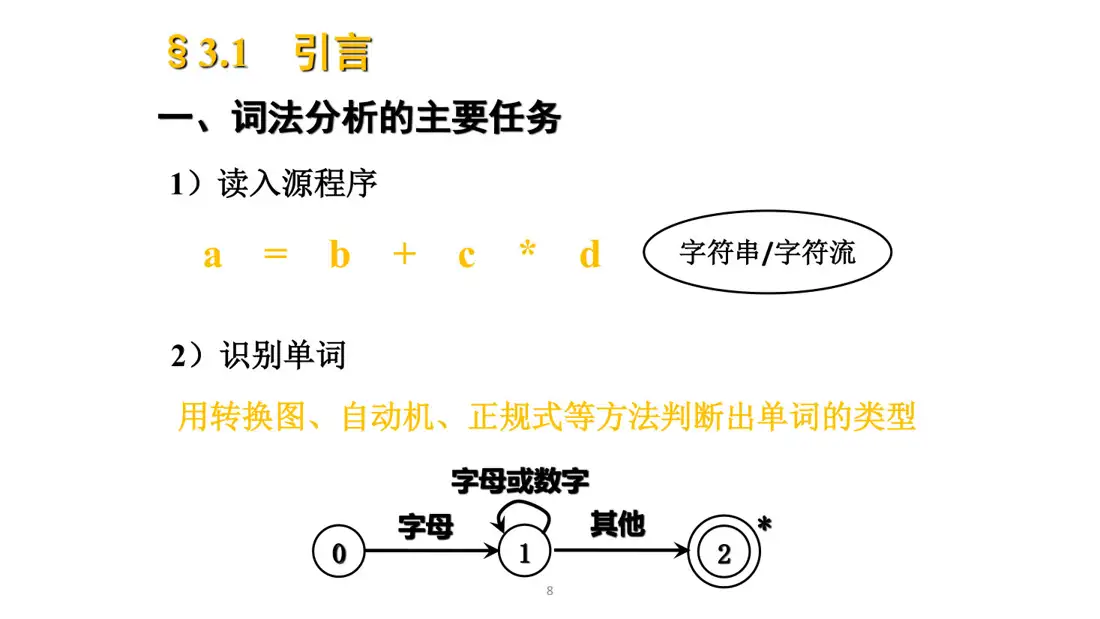 §3.1 引言
一、词法分析的主要任务
1）读入源程序
a = b + c * d
字符串/字符流
2）识别单词
用转换图、自动机、正规式等方法判断出单词的类型
字母或数字
字母 其他 *
0 1 2
8